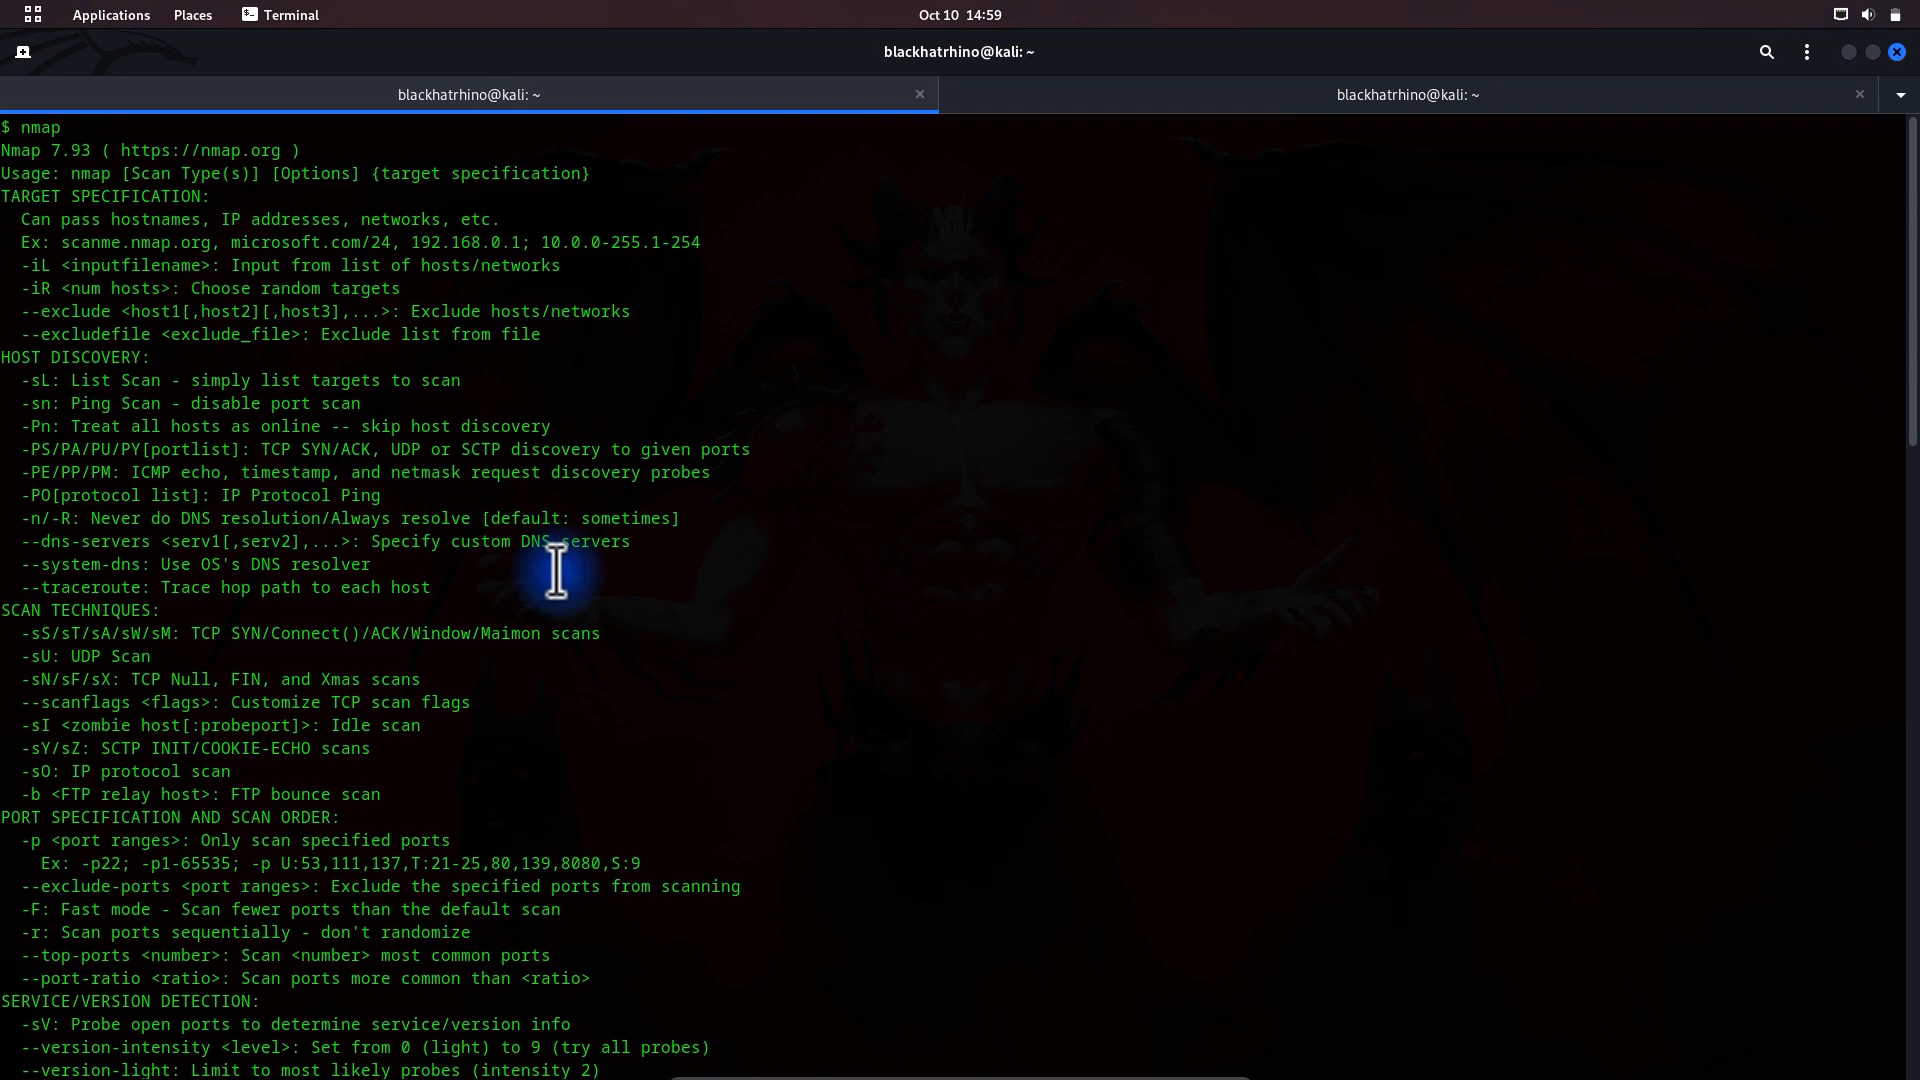 Applications Places Terminal Oct 10 14:59
blackhatrhino@kali: ~
blackhatrhino@kali: ~ blackhatrhino@kali: ~
$ nmap
Nmap 7.93 ( https://nmap.org )
Usage: nmap [Scan Type(s)] [Options] {target specification}
TARGET SPECIFICATION:
  Can pass hostnames, IP addresses, networks, etc.
  Ex: scanme.nmap.org, microsoft.com/24, 192.168.0.1; 10.0.0-255.1-254
  -iL <inputfilename>: Input from list of hosts/networks
  -iR <num hosts>: Choose random targets
  --exclude <host1[,host2][,host3],...>: Exclude hosts/networks
  --excludefile <exclude_file>: Exclude list from file
HOST DISCOVERY:
  -sL: List Scan - simply list targets to scan
  -sn: Ping Scan - disable port scan
  -Pn: Treat all hosts as online -- skip host discovery
  -PS/PA/PU/PY[portlist]: TCP SYN/ACK, UDP or SCTP discovery to given ports
  -PE/PP/PM: ICMP echo, timestamp, and netmask request discovery probes
  -PO[protocol list]: IP Protocol Ping
  -n/-R: Never do DNS resolution/Always resolve [default: sometimes]
  --dns-servers <serv1[,serv2],...>: Specify custom DNS servers
  --system-dns: Use OS's DNS resolver
  --traceroute: Trace hop path to each host
SCAN TECHNIQUES:
  -sS/sT/sA/sW/sM: TCP SYN/Connect()/ACK/Window/Maimon scans
  -sU: UDP Scan
  -sN/sF/sX: TCP Null, FIN, and Xmas scans
  --scanflags <flags>: Customize TCP scan flags
  -sI <zombie host[:probeport]>: Idle scan
  -sY/sZ: SCTP INIT/COOKIE-ECHO scans
  -sO: IP protocol scan
  -b <FTP relay host>: FTP bounce scan
PORT SPECIFICATION AND SCAN ORDER:
  -p <port ranges>: Only scan specified ports
    Ex: -p22; -p1-65535; -p U:53,111,137,T:21-25,80,139,8080,S:9
  --exclude-ports <port ranges>: Exclude the specified ports from scanning
  -F: Fast mode - Scan fewer ports than the default scan
  -r: Scan ports sequentially - don't randomize
  --top-ports <number>: Scan <number> most common ports
  --port-ratio <ratio>: Scan ports more common than <ratio>
SERVICE/VERSION DETECTION:
  -sV: Probe open ports to determine service/version info
  --version-intensity <level>: Set from 0 (light) to 9 (try all probes)
  --version-light: Limit to most likely probes (intensity 2)